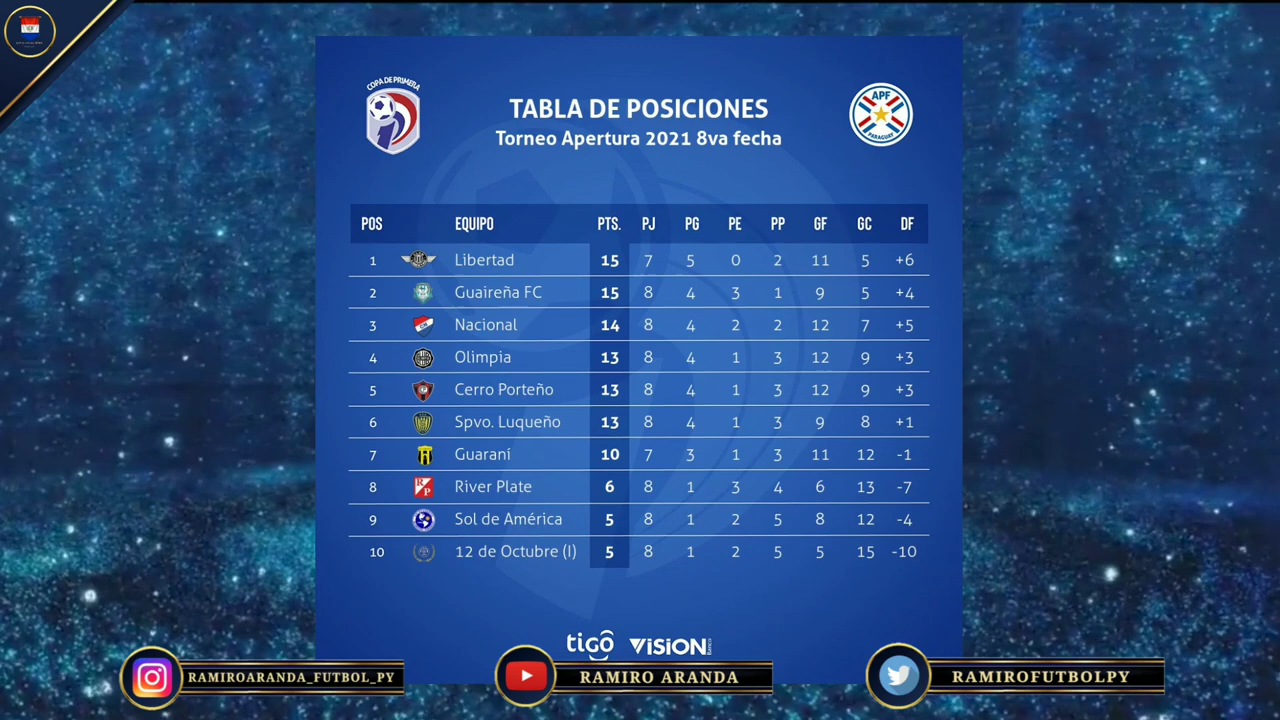 COPA DE PRIMERA
TABLA DE POSICIONES
Torneo Apertura 2021 8va fecha
APF
PARAGUAY
POS EQUIPO PTS. PJ PG PE PP GF GC DF
1 Libertad 15 7 5 0 2 11 5 +6
2 Guaireña FC 15 8 4 3 1 9 5 +4
3 Nacional 14 8 4 2 2 12 7 +5
4 Olimpia 13 8 4 1 3 12 9 +3
5 Cerro Porteño 13 8 4 1 3 12 9 +3
6 Spvo. Luqueño 13 8 4 1 3 9 8 +1
7 Guaraní 10 7 3 1 3 11 12 -1
8 RP River Plate 6 8 1 3 4 6 13 -7
9 Sol de América 5 8 1 2 5 8 12 -4
10 12 de Octubre (I) 5 8 1 2 5 5 15 -10
tigo VISION BANCO
RAMIROARANDA_FUTBOL_PY
RAMIRO ARANDA
RAMIROFUTBOLPY